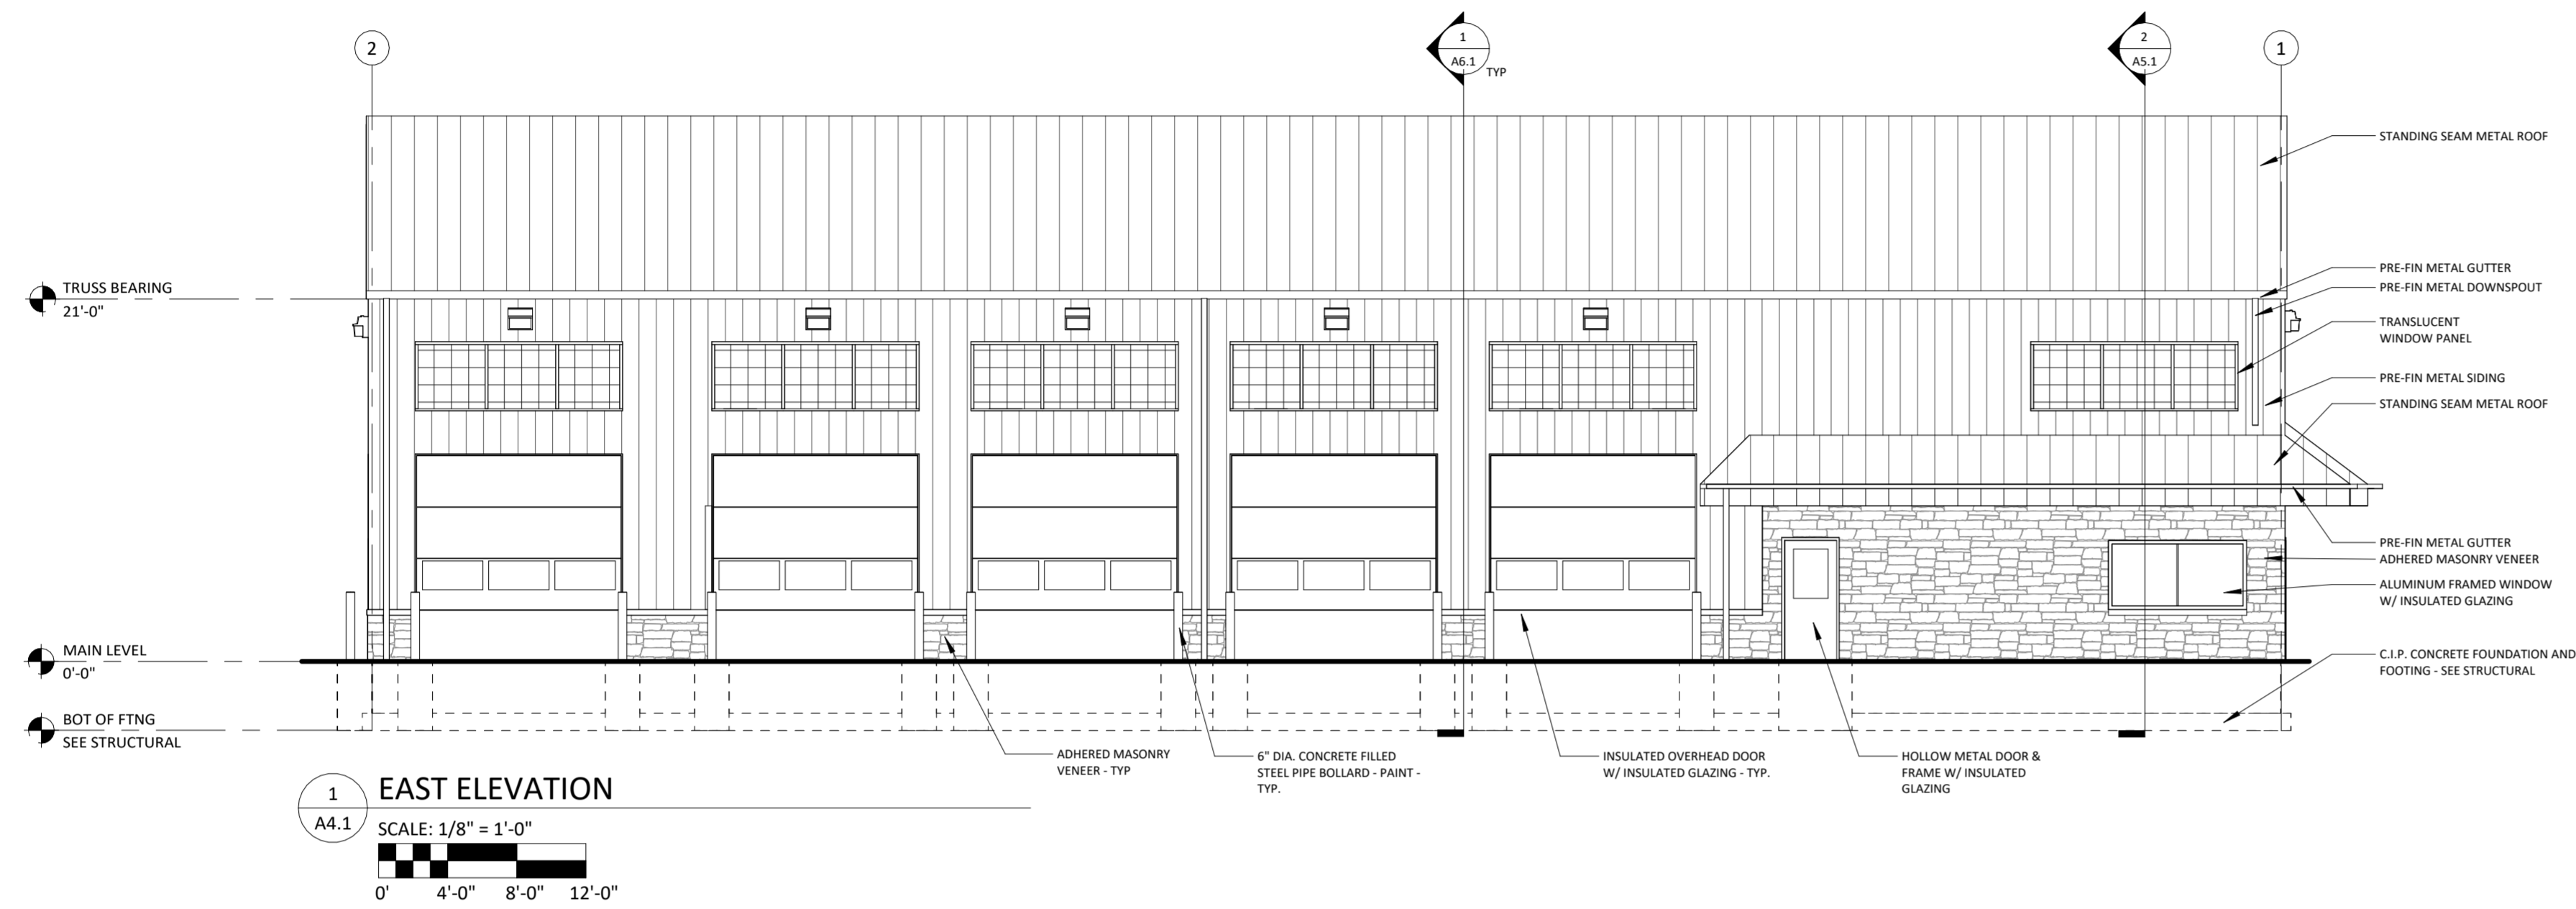 2
1
A6.1
TYP
2
A5.1
1
STANDING SEAM METAL ROOF
TRUSS BEARING
21'-0"
PRE-FIN METAL GUTTER
PRE-FIN METAL DOWNSPOUT
TRANSLUCENT
WINDOW PANEL
PRE-FIN METAL SIDING
STANDING SEAM METAL ROOF
PRE-FIN METAL GUTTER
ADHERED MASONRY VENEER
ALUMINUM FRAMED WINDOW
W/ INSULATED GLAZING
MAIN LEVEL
0'-0"
C.I.P. CONCRETE FOUNDATION AND
FOOTING - SEE STRUCTURAL
BOT OF FTNG
SEE STRUCTURAL
ADHERED MASONRY
VENEER - TYP
6" DIA. CONCRETE FILLED
STEEL PIPE BOLLARD - PAINT -
TYP.
INSULATED OVERHEAD DOOR
W/ INSULATED GLAZING - TYP.
HOLLOW METAL DOOR &
FRAME W/ INSULATED
GLAZING
1
A4.1
EAST ELEVATION
SCALE: 1/8" = 1'-0"
0' 4'-0" 8'-0" 12'-0"